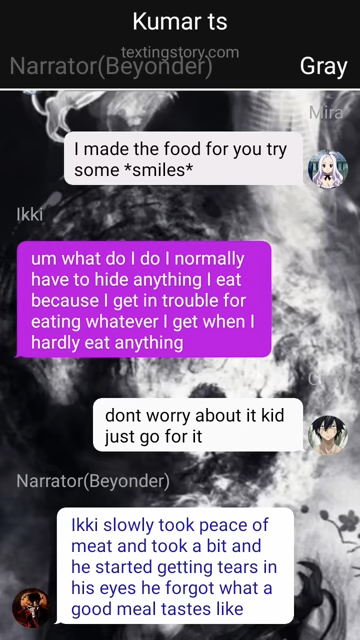 Kumar ts
textingstory.com
Narrator(Beyonder)
Gray
Mira
I made the food for you try
some *smiles*
Ikki
um what do I do I normally
have to hide anything I eat
because I get in trouble for
eating whatever I get when I
hardly eat anything
dont worry about it kid
just go for it
Narrator(Beyonder)
Ikki slowly took peace of
meat and took a bit and
he started getting tears in
his eyes he forgot what a
good meal tastes like